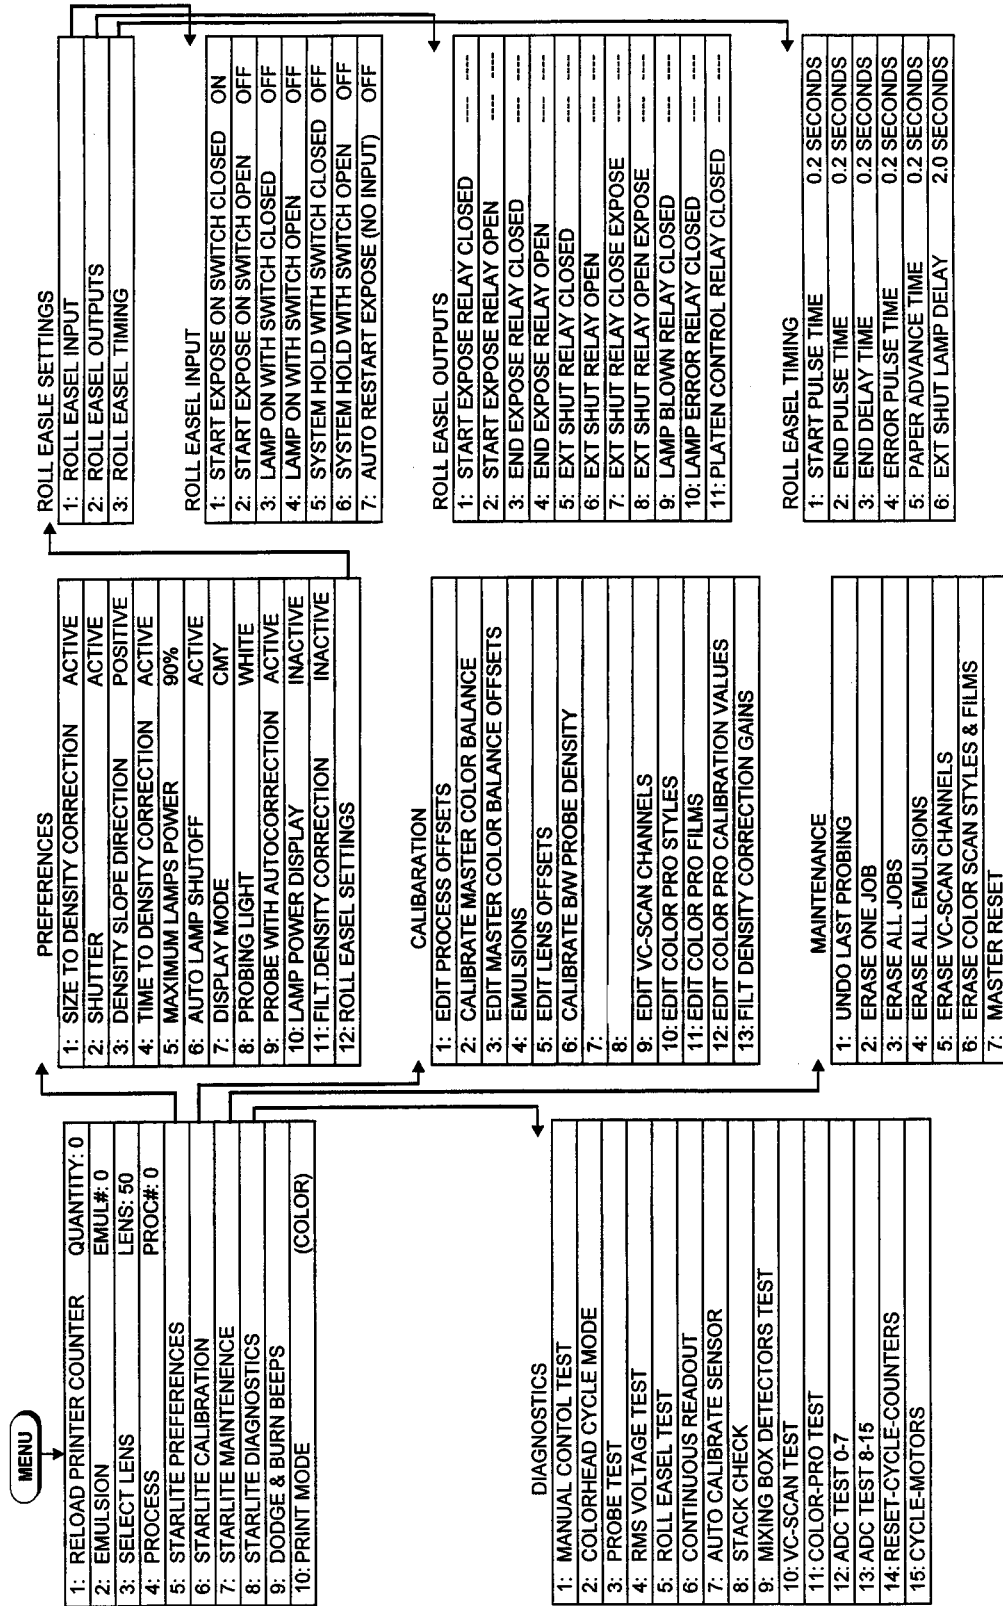 MENU
1: RELOAD PRINTER COUNTER QUANTITY: 0
2: EMULSION EMUL#: 0
3: SELECT LENS LENS: 50
4: PROCESS PROC#: 0
5: STARLITE PREFERENCES
6: STARLITE CALIBRATION
7: STARLITE MAINTENENCE
8: STARLITE DIAGNOSTICS
9: DODGE & BURN BEEPS
10: PRINT MODE (COLOR)
DIAGNOSTICS
1: MANUAL CONTOL TEST
2: COLORHEAD CYCLE MODE
3: PROBE TEST
4: RMS VOLTAGE TEST
5: ROLL EASEL TEST
6: CONTINUOUS READOUT
7: AUTO CALIBRATE SENSOR
8: STACK CHECK
9: MIXING BOX DETECTORS TEST
10: VC-SCAN TEST
11: COLOR-PRO TEST
12: ADC TEST 0-7
13: ADC TEST 8-15
14: RESET-CYCLE-COUNTERS
15: CYCLE-MOTORS
PREFERENCES
1: SIZE TO DENSITY CORRECTION ACTIVE
2: SHUTTER ACTIVE
3: DENSITY SLOPE DIRECTION POSITIVE
4: TIME TO DENSITY CORRECTION ACTIVE
5: MAXIMUM LAMPS POWER 90%
6: AUTO LAMP SHUTOFF ACTIVE
7: DISPLAY MODE CMY
8: PROBING LIGHT WHITE
9: PROBE WITH AUTOCORRECTION ACTIVE
10: LAMP POWER DISPLAY INACTIVE
11: FILT.DENSITY CORRECTION INACTIVE
12: ROLL EASEL SETTINGS
CALIBARATION
1: EDIT PROCESS OFFSETS
2: CALIBRATE MASTER COLOR BALANCE
3: EDIT MASTER COLOR BALANCE OFFSETS
4: EMULSIONS
5: EDIT LENS OFFSETS
6: CALIBRATE B/W PROBE DENSITY
7:
8:
9: EDIT VC-SCAN CHANNELS
10: EDIT COLOR PRO STYLES
11: EDIT COLOR PRO FILMS
12: EDIT COLOR PRO CALIBRATION VALUES
13: FILT DENSITY CORRECTION GAINS
MAINTENANCE
1: UNDO LAST PROBING
2: ERASE ONE JOB
3: ERASE ALL JOBS
4: ERASE ALL EMULSIONS
5: ERASE VC-SCAN CHANNELS
6: ERASE COLOR SCAN STYLES & FILMS
7: MASTER RESET
ROLL EASLE SETTINGS
1: ROLL EASEL INPUT
2: ROLL EASEL OUTPUTS
3: ROLL EASEL TIMING
ROLL EASEL INPUT
1: START EXPOSE ON SWITCH CLOSED ON
2: START EXPOSE ON SWITCH OPEN OFF
3: LAMP ON WITH SWITCH CLOSED OFF
4: LAMP ON WITH SWITCH OPEN OFF
5: SYSTEM HOLD WITH SWITCH CLOSED OFF
6: SYSTEM HOLD WITH SWITCH OPEN OFF
7: AUTO RESTART EXPOSE (NO INPUT) OFF
ROLL EASEL OUTPUTS
1: START EXPOSE RELAY CLOSED ---- ----
2: START EXPOSE RELAY OPEN ---- ----
3: END EXPOSE RELAY CLOSED ---- ----
4: END EXPOSE RELAY OPEN ---- ----
5: EXT SHUT RELAY CLOSED ---- ----
6: EXT SHUT RELAY OPEN ---- ----
7: EXT SHUT RELAY CLOSE EXPOSE ---- ----
8: EXT SHUT RELAY OPEN EXPOSE ---- ----
9: LAMP BLOWN RELAY CLOSED ---- ----
10: LAMP ERROR RELAY CLOSED ---- ----
11: PLATEN CONTROL RELAY CLOSED ---- ----
ROLL EASEL TIMING
1: START PULSE TIME 0.2 SECONDS
2: END PULSE TIME 0.2 SECONDS
3: END DELAY TIME 0.2 SECONDS
4: ERROR PULSE TIME 0.2 SECONDS
5: PAPER ADVANCE TIME 0.2 SECONDS
6: EXT SHUT LAMP DELAY 2.0 SECONDS